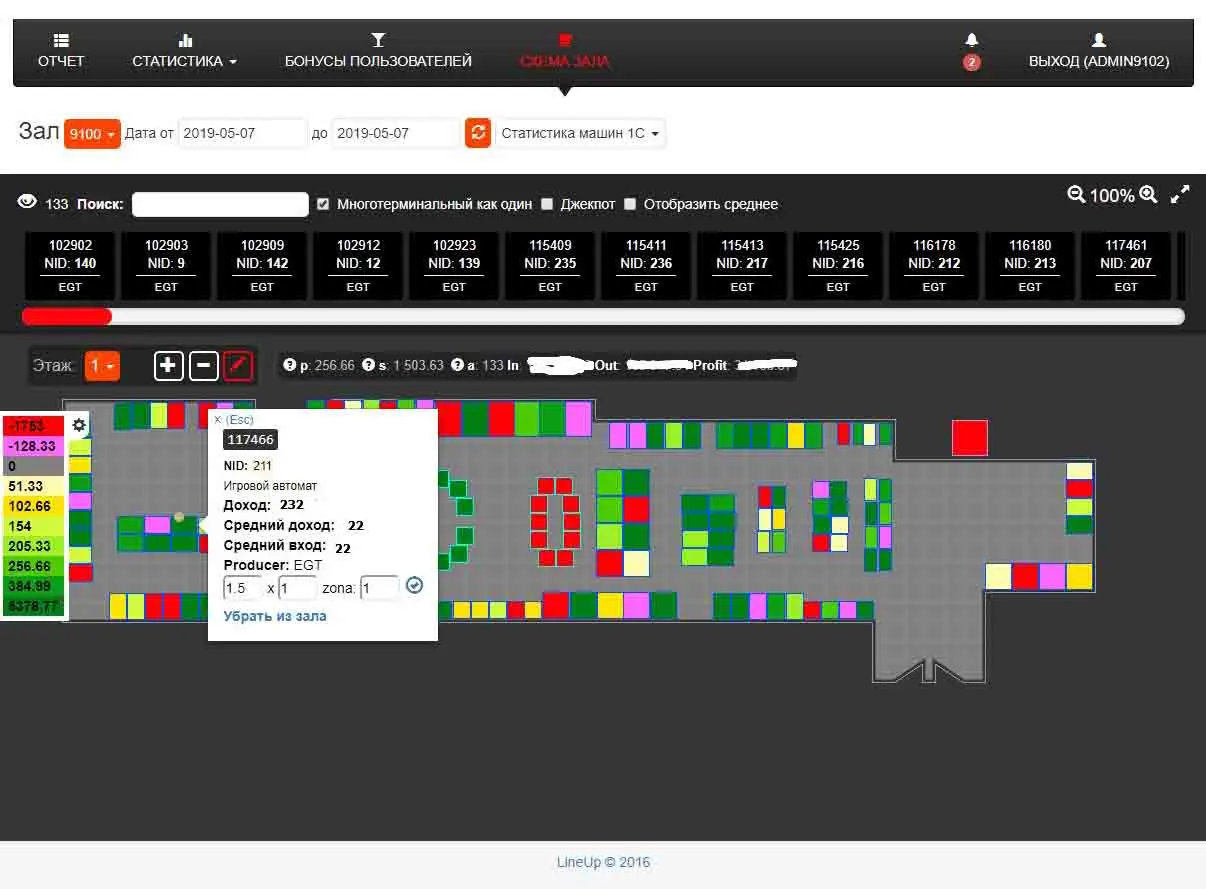 ОТЧЕТ СТАТИСТИКА БОНУСЫ ПОЛЬЗОВАТЕЛЕЙ СХЕМА ЗАЛА 2 ВЫХОД (ADMIN9102)
Зал 9100 Дата от 2019-05-07 до 2019-05-07 Статистика машин 1С
133 Поиск: Многотерминальный как один Джекпот Отобразить среднее 100%
102902 102903 102909 102912 102923 115409 115411 115413 115425 116178 116180 117461
NID: 140 NID: 9 NID: 142 NID: 12 NID: 139 NID: 235 NID: 236 NID: 217 NID: 216 NID: 212 NID: 213 NID: 207
EGT EGT EGT EGT EGT EGT EGT EGT EGT EGT EGT EGT
Этаж: 1 p: 256.66 s: 1 503.63 a: 133 In: Out: Profit:
-1753
-128.33
0
51.33
102.66
154
205.33
256.66
384.99
5378.77
x (Esc)
117466
NID: 211
Игровой автомат
Доход: 232
Средний доход: 22
Средний вход: 22
Producer: EGT
1.5 x 1 zona: 1
Убрать из зала
LineUp © 2016